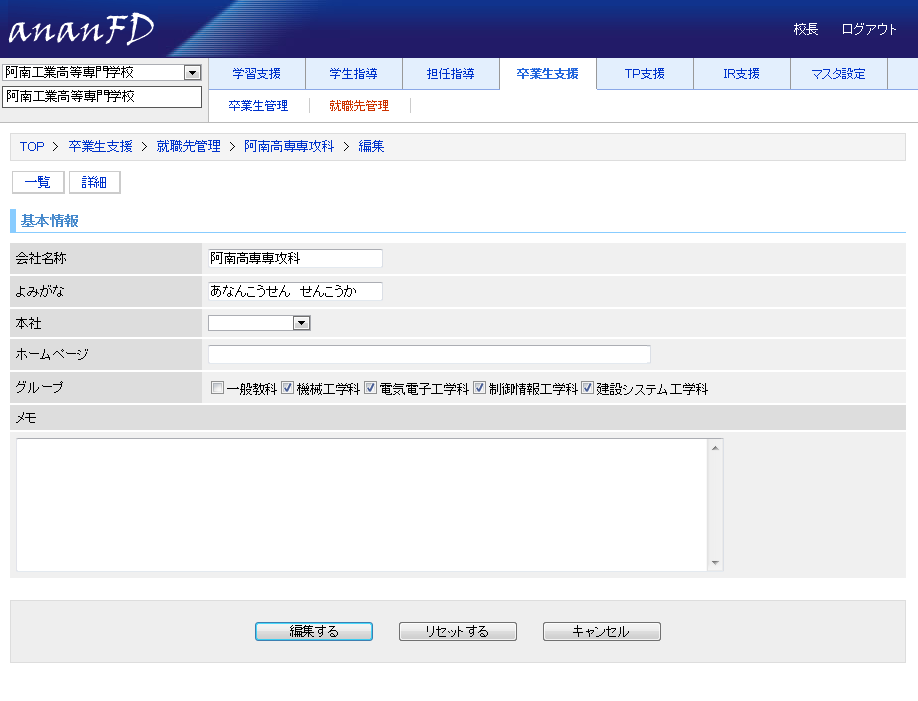 ananFD
校長 ログアウト
阿南工業高等専門学校
阿南工業高等専門学校
学習支援 学生指導 担任指導 卒業生支援 TP支援 IR支援 マスタ設定
卒業生管理 就職先管理
TOP > 卒業生支援 > 就職先管理 > 阿南高専専攻科 > 編集
一覧 詳細
基本情報
会社名称 阿南高専専攻科
よみがな あなんこうせん　せんこうか
本社
ホームページ
グループ 一般教科 機械工学科 電気電子工学科 制御情報工学科 建設システム工学科
メモ
編集する リセットする キャンセル